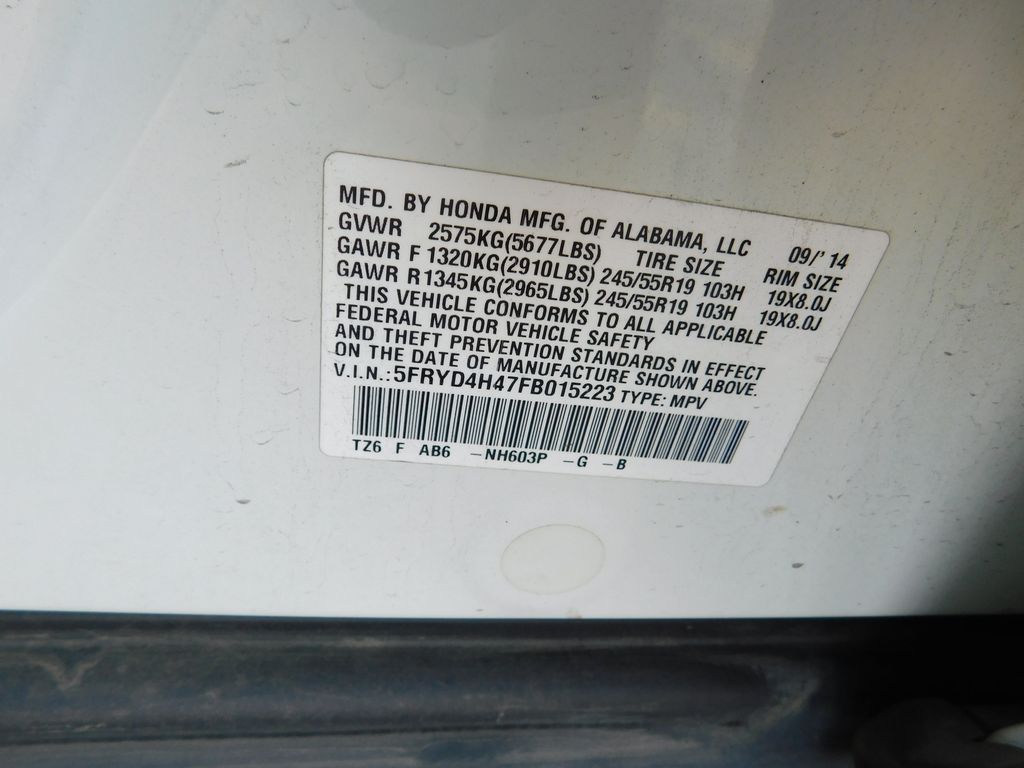 MFD. BY HONDA MFG. OF ALABAMA, LLC 09/'14
GVWR 2575KG(5677LBS) TIRE SIZE RIM SIZE
GAWR F 1320KG(2910LBS) 245/55R19 103H 19X8.0J
GAWR R1345KG(2965LBS) 245/55R19 103H 19X8.0J
THIS VEHICLE CONFORMS TO ALL APPLICABLE
FEDERAL MOTOR VEHICLE SAFETY
AND THEFT PREVENTION STANDARDS IN EFFECT
ON THE DATE OF MANUFACTURE SHOWN ABOVE.
V.I.N.:5FRYD4H47FB015223 TYPE: MPV
TZ6 F AB6 -NH603P -G -B